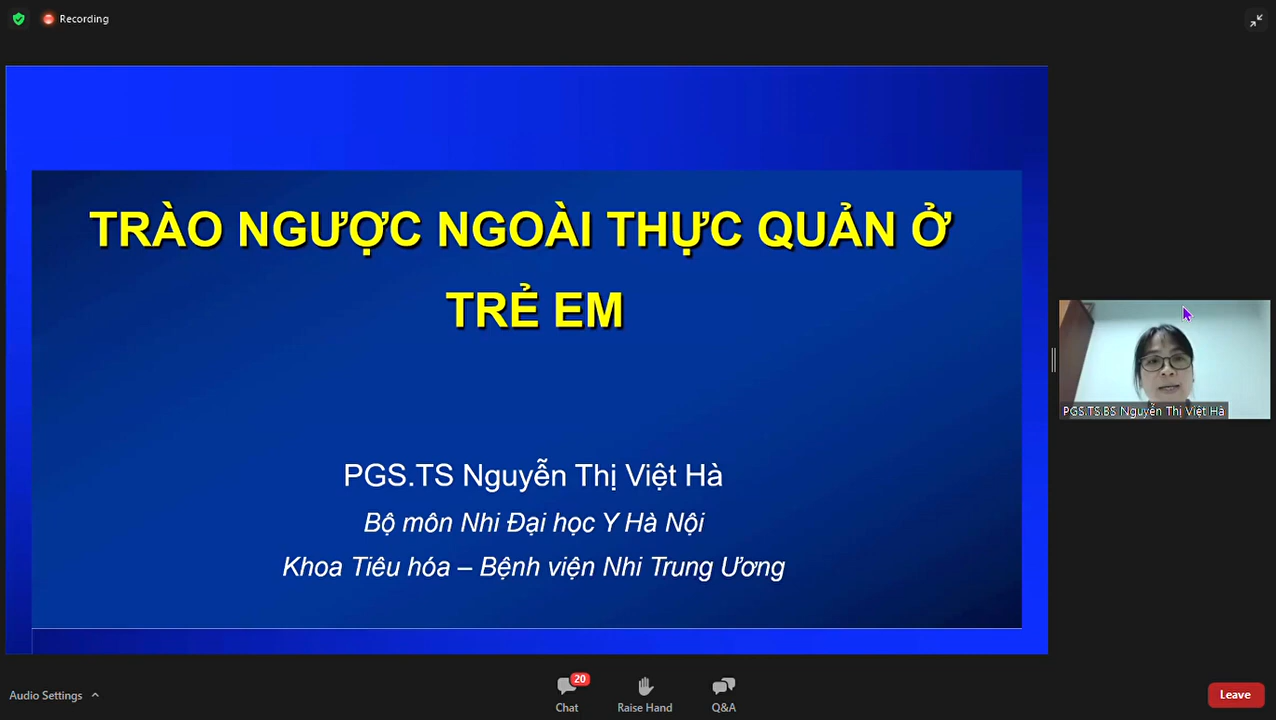 Recording
TRÀO NGƯỢC NGOÀI THỰC QUẢN Ở
TRẺ EM
PGS.TS Nguyễn Thị Việt Hà
Bộ môn Nhi Đại học Y Hà Nội
Khoa Tiêu hóa – Bệnh viện Nhi Trung Ương
PGS.TS.BS Nguyễn Thị Việt Hà
Audio Settings
20
Chat
Raise Hand
Q&A
Leave